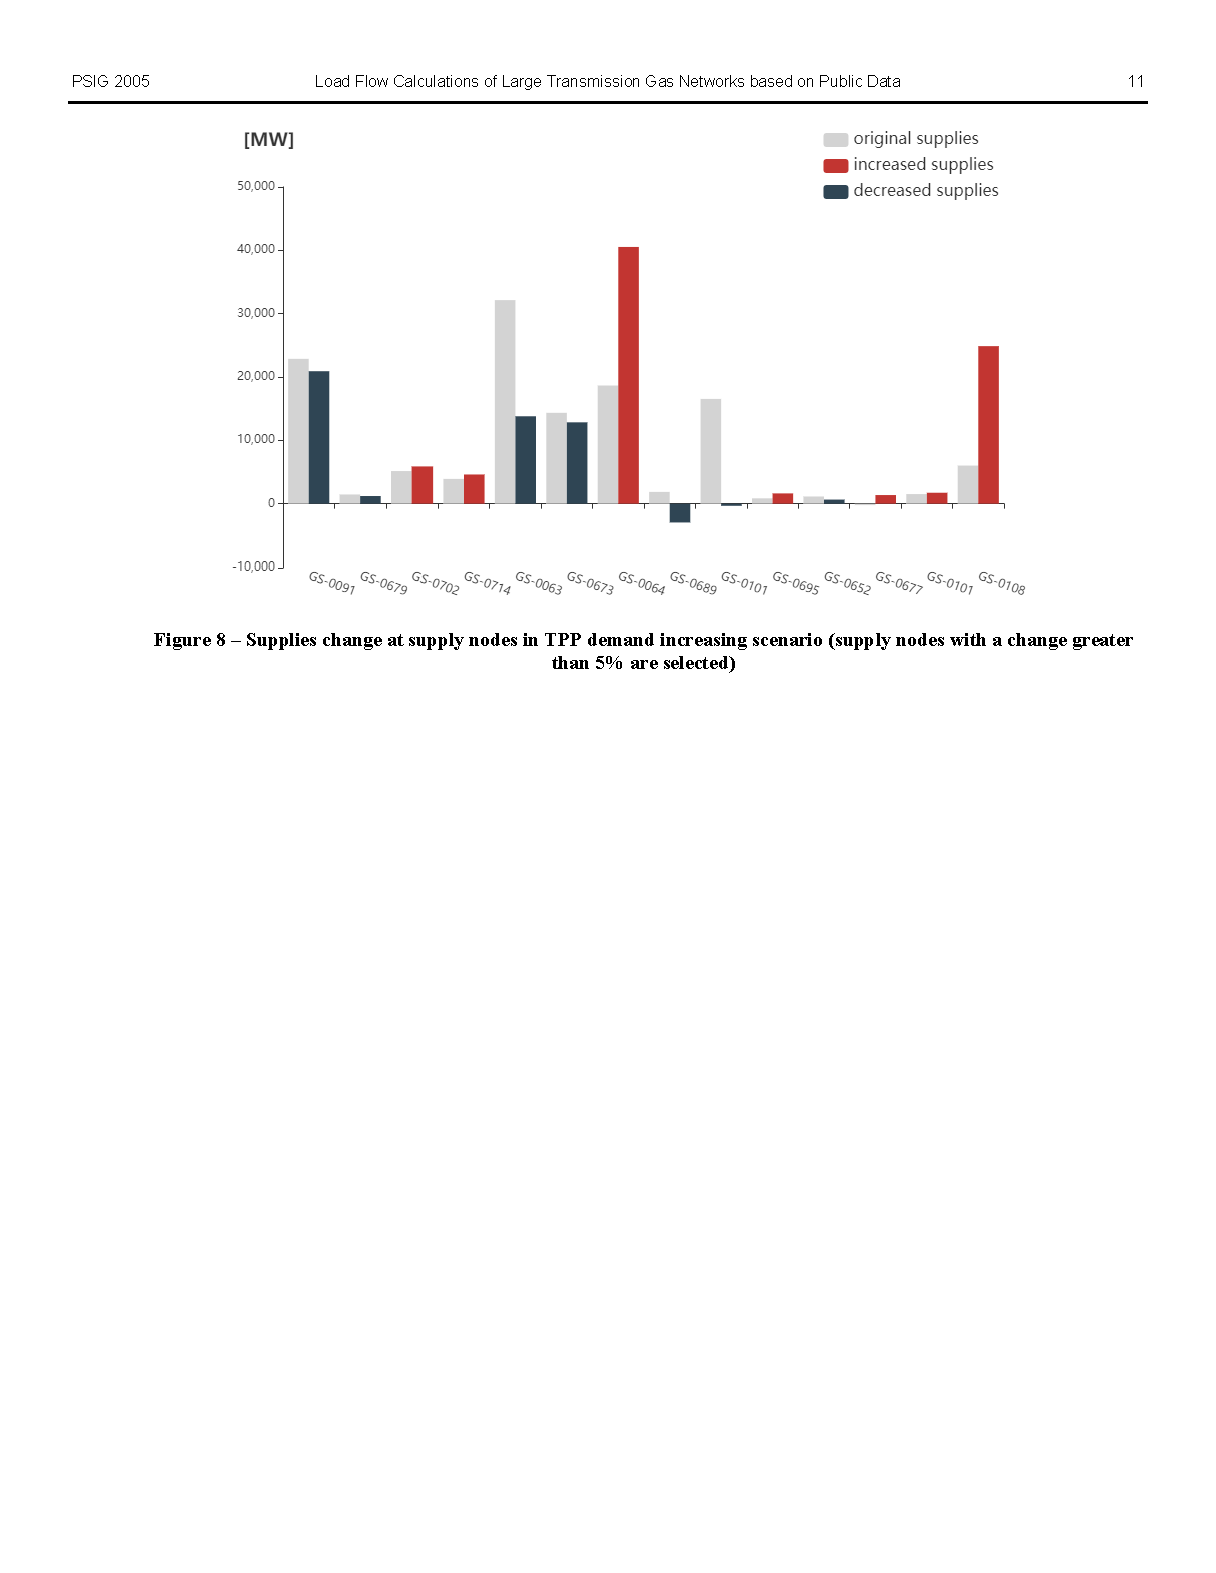 PSIG 2005 Load Flow Calculations of Large Transmission Gas Networks based on Public Data 11
[MW]
original supplies
increased supplies
decreased supplies
50,000
40,000
30,000
20,000
10,000
0
-10,000
GS-0091 GS-0679 GS-0702 GS-0714 GS-0063 GS-0673 GS-0064 GS-0689 GS-0101 GS-0695 GS-0652 GS-0677 GS-0101 GS-0108
Figure 8 – Supplies change at supply nodes in TPP demand increasing scenario (supply nodes with a change greater
than 5% are selected)